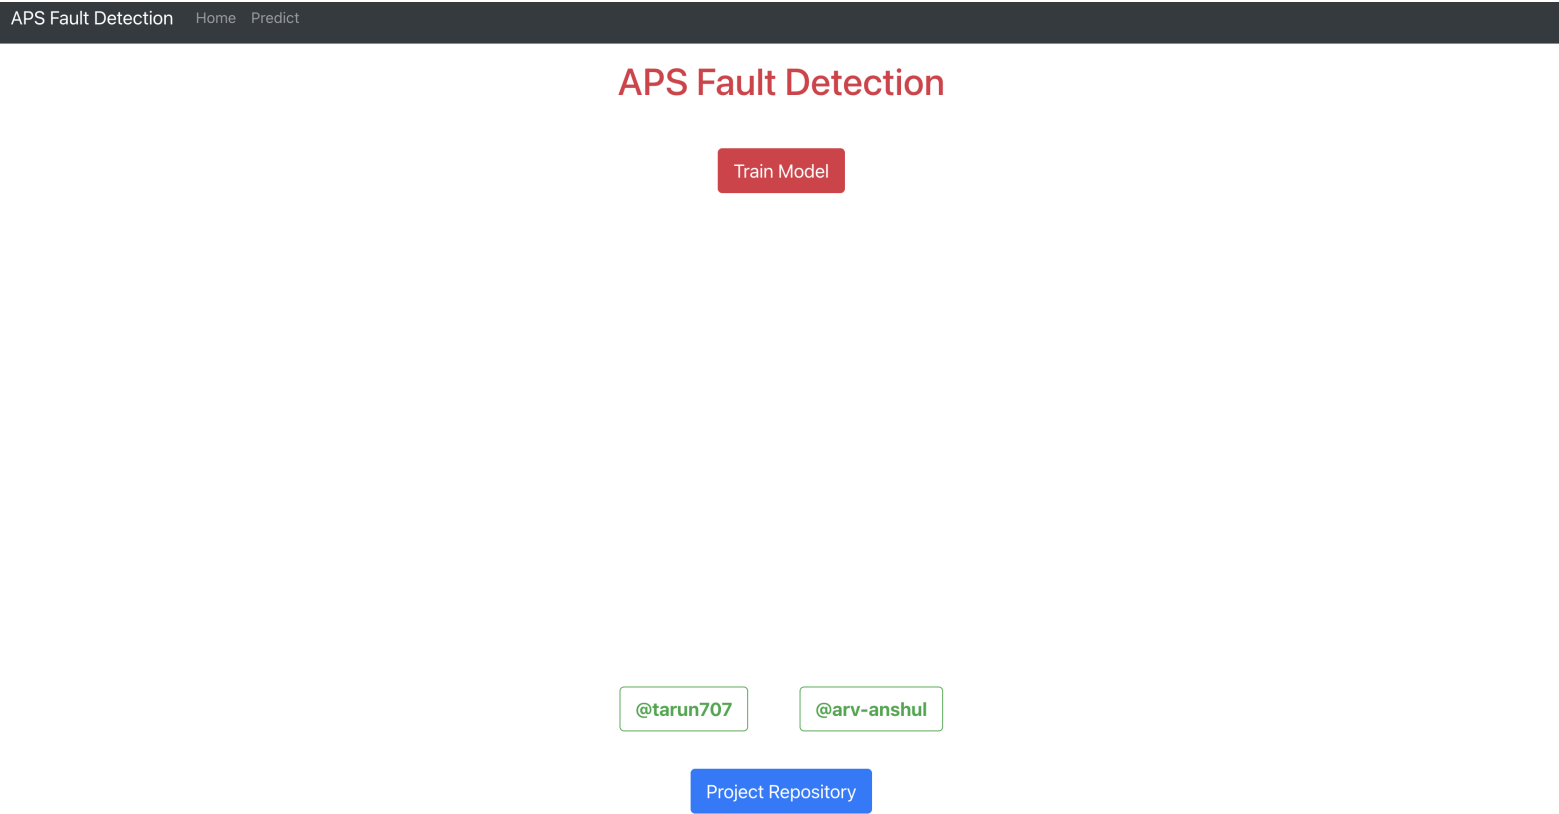 APS Fault Detection Home Predict
APS Fault Detection
Train Model
@tarun707 @arv-anshul
Project Repository